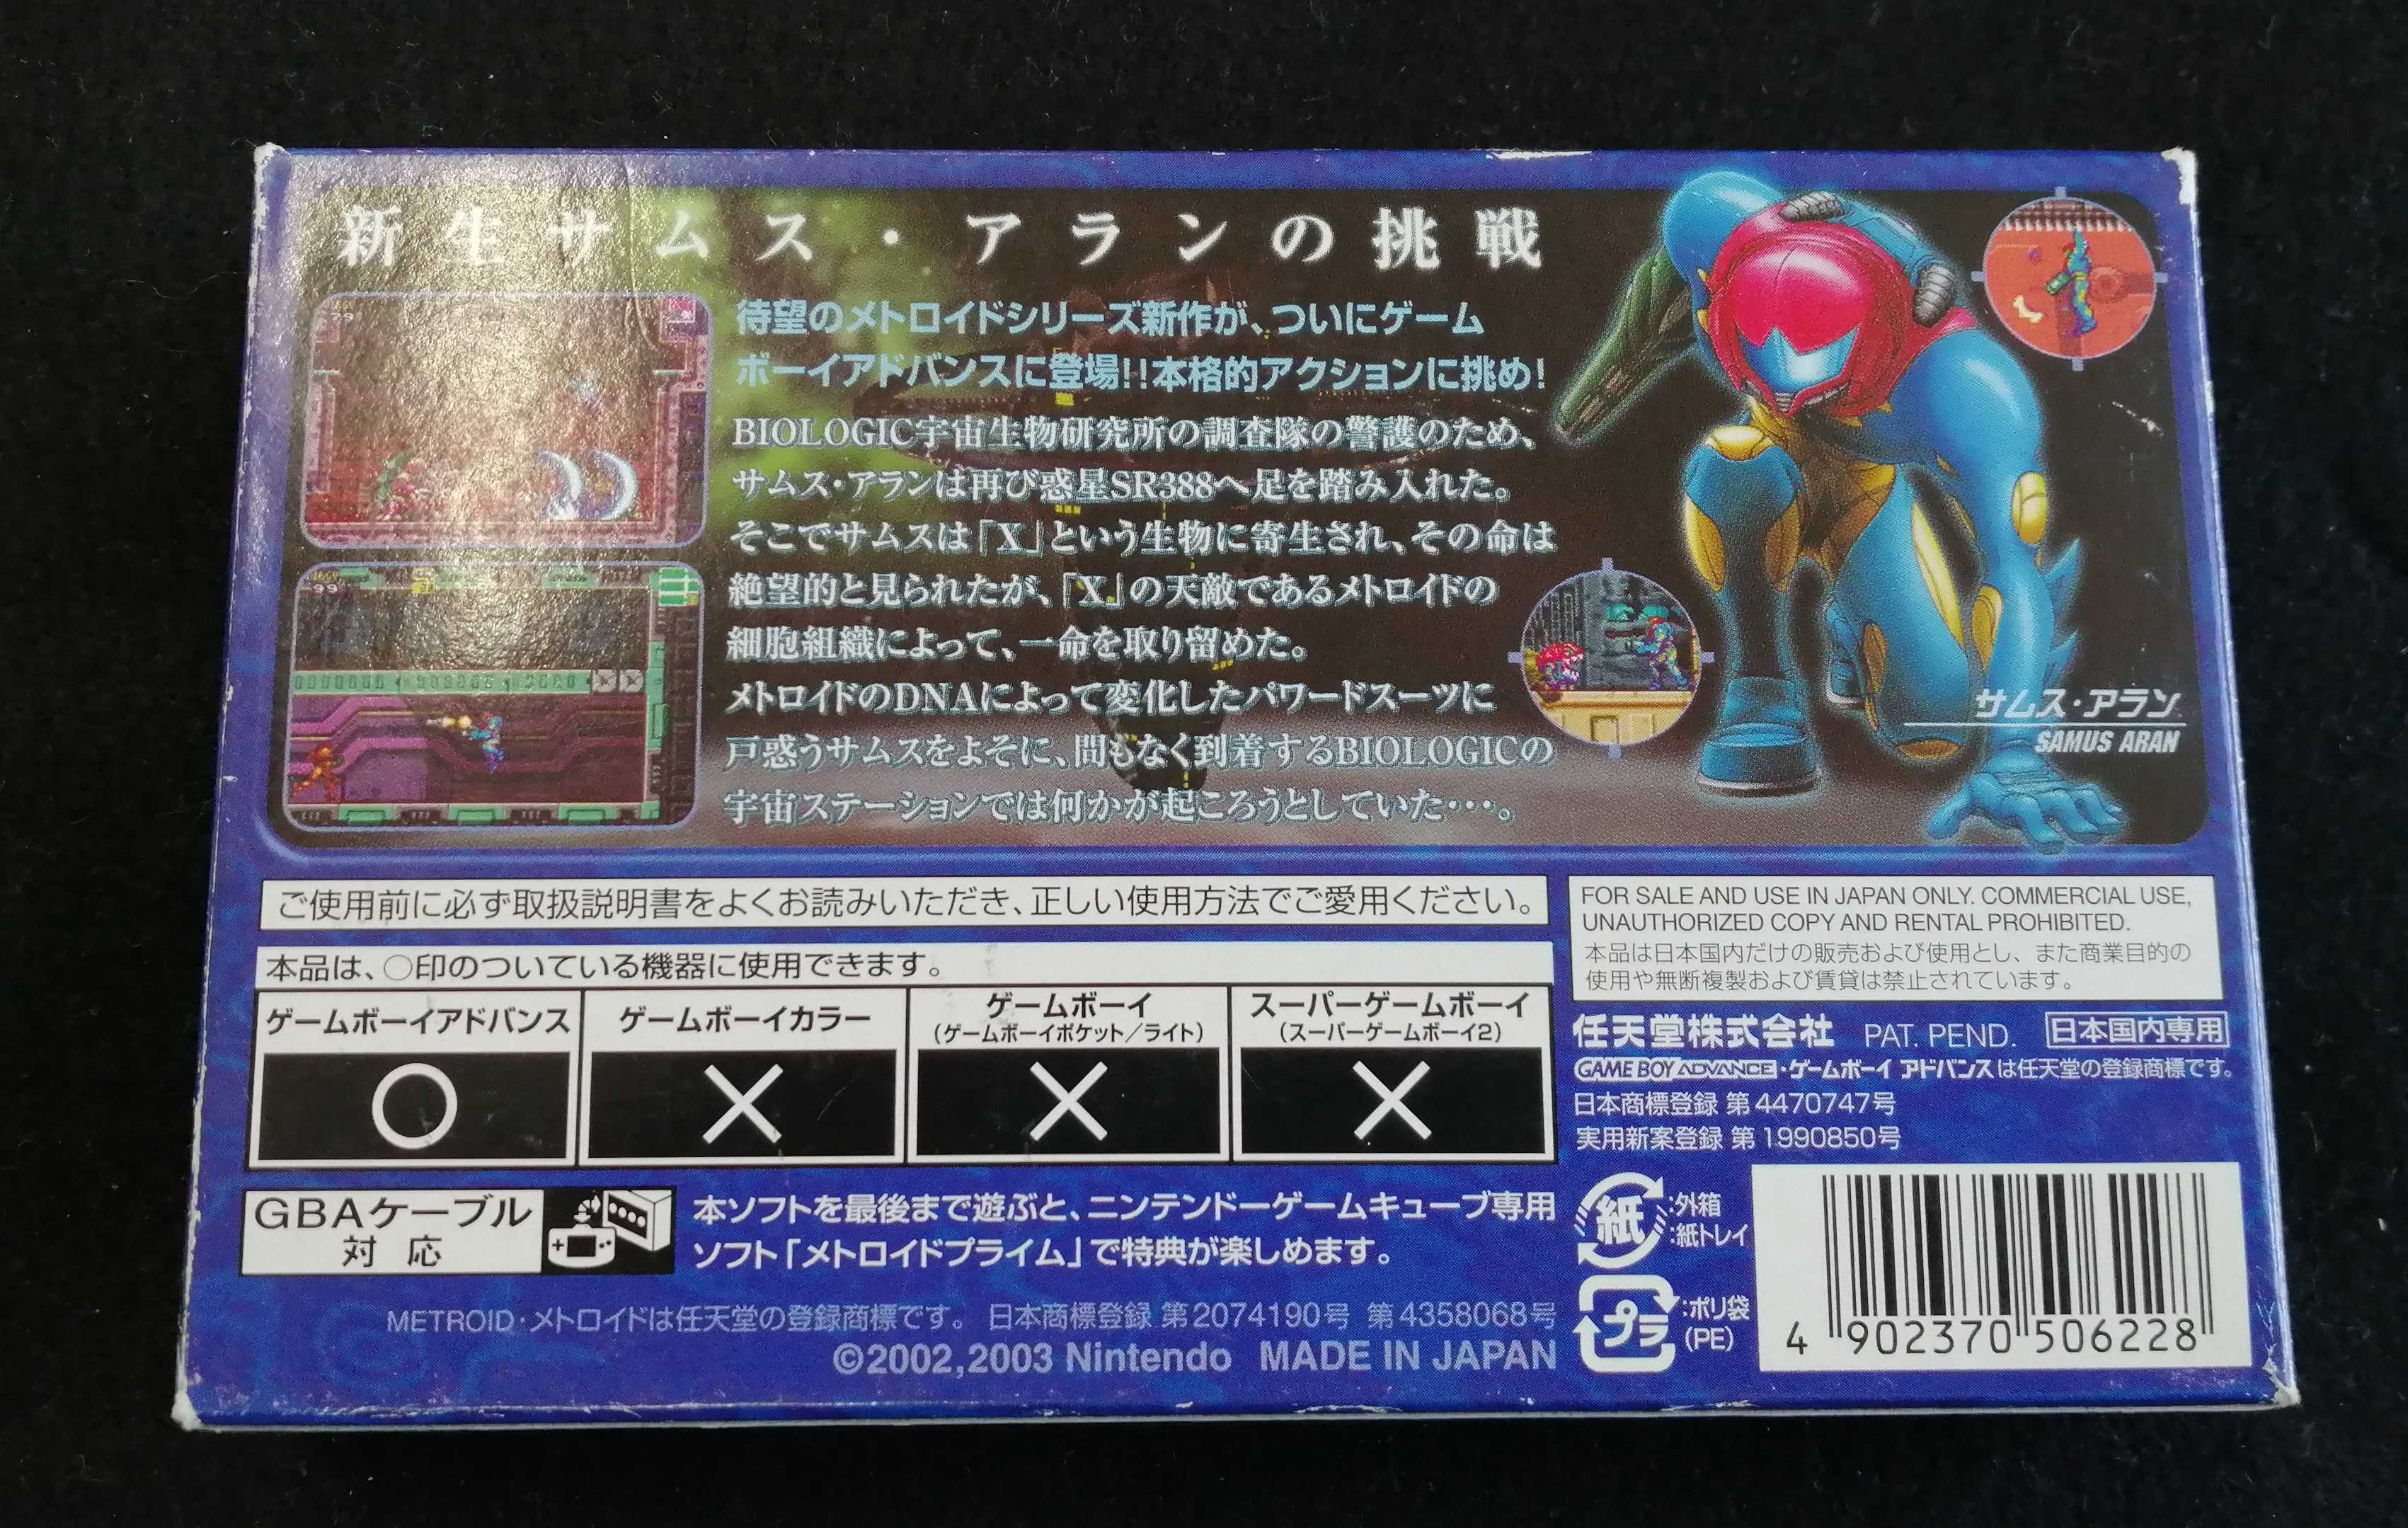 新生サムス・アランの挑戦
待望のメトロイドシリーズ新作が、ついにゲーム
ボーイアドバンスに登場!!本格的アクションに挑め!
BIOLOGIC宇宙生物研究所の調査隊の警護のため、
サムス・アランは再び惑星SR388へ足を踏み入れた。
そこでサムスは『X』という生物に寄生され、その命は
絶望的と見られたが、『X』の天敵であるメトロイドの
細胞組織によって、一命を取り留めた。
メトロイドのDNAによって変化したパワードスーツに
戸惑うサムスをよそに、間もなく到着するBIOLOGICの
宇宙ステーションでは何かが起ころうとしていた・・・。
サムス・アラン
SAMUS ARAN
ご使用前に必ず取扱説明書をよくお読みいただき、正しい使用方法でご愛用ください。
本品は、○印のついている機器に使用できます。
ゲームボーイアドバンス
○
ゲームボーイカラー
×
ゲームボーイ
(ゲームボーイポケット/ライト)
×
スーパーゲームボーイ
(スーパーゲームボーイ2)
×
GBAケーブル
対応
本ソフトを最後まで遊ぶと、ニンテンドーゲームキューブ専用
ソフト「メトロイドプライム」で特典が楽しめます。
METROID・メトロイドは任天堂の登録商標です。 日本商標登録 第2074190号 第4358068号
©2002,2003 Nintendo MADE IN JAPAN
FOR SALE AND USE IN JAPAN ONLY. COMMERCIAL USE,
UNAUTHORIZED COPY AND RENTAL PROHIBITED.
本品は日本国内だけの販売および使用とし、また商業目的の
使用や無断複製および賃貸は禁止されています。
任天堂株式会社 PAT. PEND. 日本国内専用
GAME BOY ADVANCE・ゲームボーイ アドバンスは任天堂の登録商標です。
日本商標登録 第4470747号
実用新案登録 第1990850号
紙
:外箱
:紙トレイ
プラ
:ポリ袋
(PE)
4 902370 506228